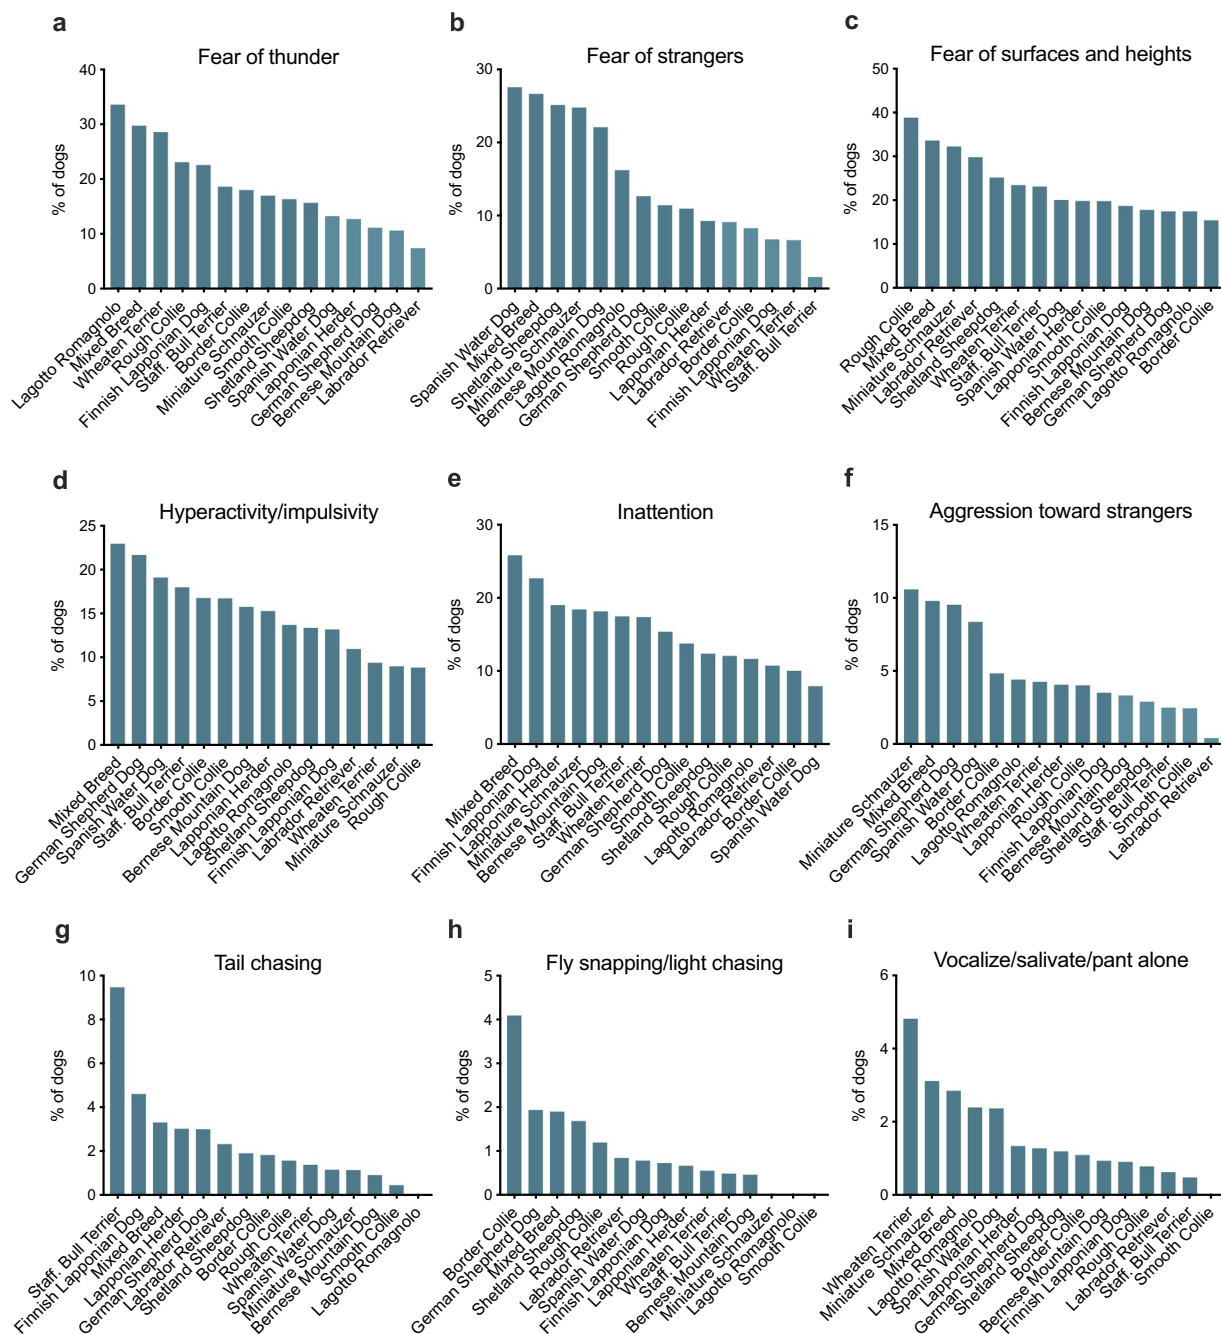 a
Fear of thunder
% of dogs
40
30
20
10
0
Lagotto Romagnolo
Mixed Breed
Wheaten Terrier
Rough Collie
Finnish Lapponian Dog
Staff. Bull Terrier
Border Collie
Miniature Schnauzer
Smooth Collie
Shetland Sheepdog
Spanish Water Dog
Lapponian Herder
German Shepherd Dog
Bernese Mountain Dog
Labrador Retriever
b
Fear of strangers
% of dogs
30
20
10
0
Spanish Water Dog
Mixed Breed
Shetland Sheepdog
Miniature Schnauzer
Bernese Mountain Dog
Lagotto Romagnolo
German Shepherd Dog
Smooth Collie
Rough Collie
Lapponian Herder
Labrador Retriever
Border Collie
Finnish Lapponian Dog
Wheaten Terrier
Staff. Bull Terrier
c
Fear of surfaces and heights
% of dogs
50
40
30
20
10
0
Rough Collie
Mixed Breed
Miniature Schnauzer
Labrador Retriever
Shetland Sheepdog
Wheaten Terrier
Staff. Bull Terrier
Spanish Water Dog
Lapponian Herder
Smooth Collie
Finnish Lapponian Dog
Bernese Mountain Dog
German Shepherd Dog
Lagotto Romagnolo
Border Collie
d
Hyperactivity/impulsivity
% of dogs
25
20
15
10
5
0
Mixed Breed
German Shepherd Dog
Spanish Water Dog
Staff. Bull Terrier
Border Collie
Smooth Collie
Bernese Mountain Dog
Lapponian Herder
Lagotto Romagnolo
Shetland Sheepdog
Finnish Lapponian Dog
Labrador Retriever
Wheaten Terrier
Miniature Schnauzer
Rough Collie
e
Inattention
% of dogs
30
20
10
0
Mixed Breed
Finnish Lapponian Dog
Lapponian Herder
Miniature Schnauzer
Bernese Mountain Dog
Staff. Bull Terrier
Wheaten Terrier
German Shepherd Dog
Smooth Collie
Shetland Sheepdog
Rough Collie
Lagotto Romagnolo
Labrador Retriever
Border Collie
Spanish Water Dog
f
Aggression toward strangers
% of dogs
15
10
5
0
Miniature Schnauzer
Mixed Breed
German Shepherd Dog
Spanish Water Dog
Border Collie
Lagotto Romagnolo
Wheaten Terrier
Lapponian Herder
Rough Collie
Finnish Lapponian Dog
Bernese Mountain Dog
Shetland Sheepdog
Staff. Bull Terrier
Smooth Collie
Labrador Retriever
g
Tail chasing
% of dogs
10
8
6
4
2
0
Staff. Bull Terrier
Finnish Lapponian Dog
Mixed Breed
Lapponian Herder
German Shepherd Dog
Labrador Retriever
Shetland Sheepdog
Border Collie
Rough Collie
Wheaten Terrier
Spanish Water Dog
Miniature Schnauzer
Bernese Mountain Dog
Smooth Collie
Lagotto Romagnolo
h
Fly snapping/light chasing
% of dogs
5
4
3
2
1
0
Border Collie
German Shepherd Dog
Mixed Breed
Shetland Sheepdog
Rough Collie
Labrador Retriever
Spanish Water Dog
Finnish Lapponian Dog
Lapponian Herder
Wheaten Terrier
Staff. Bull Terrier
Bernese Mountain Dog
Miniature Schnauzer
Lagotto Romagnolo
Smooth Collie
i
Vocalize/salivate/pant alone
% of dogs
6
4
2
0
Wheaten Terrier
Miniature Schnauzer
Mixed Breed
Lagotto Romagnolo
Spanish Water Dog
Lapponian Herder
German Shepherd Dog
Shetland Sheepdog
Border Collie
Bernese Mountain Dog
Finnish Lapponian Dog
Rough Collie
Labrador Retriever
Staff. Bull Terrier
Smooth Collie